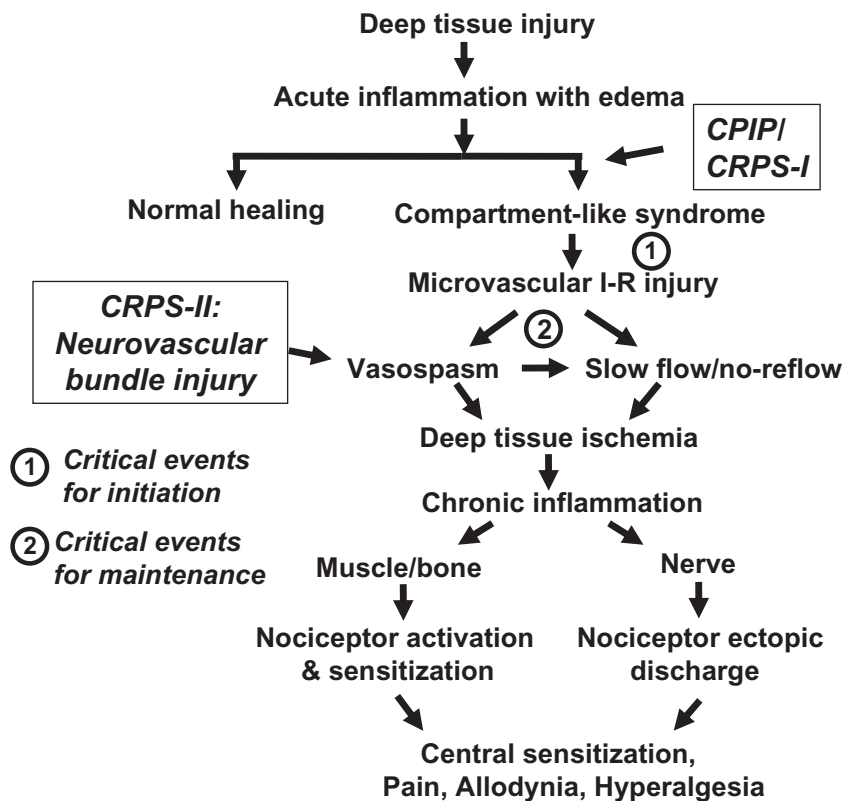 Deep tissue injury
Acute inflammation with edema
CPIP/
CRPS-I
Normal healing
Compartment-like syndrome
1
Microvascular I-R injury
CRPS-II:
Neurovascular
bundle injury
2
Vasospasm
Slow flow/no-reflow
Deep tissue ischemia
1 Critical events
for initiation
Chronic inflammation
2 Critical events
for maintenance
Muscle/bone
Nerve
Nociceptor activation
& sensitization
Nociceptor ectopic
discharge
Central sensitization,
Pain, Allodynia, Hyperalgesia